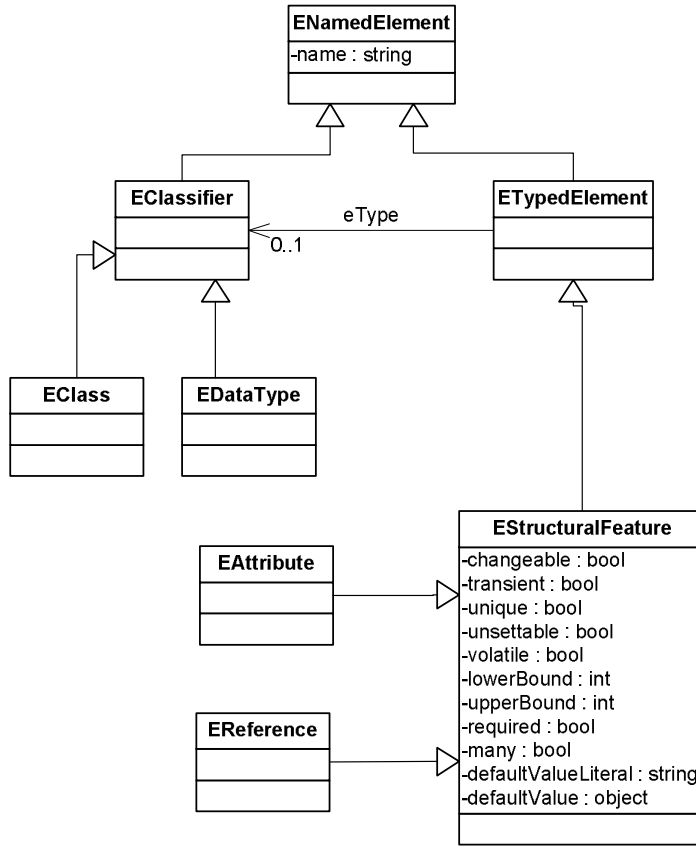 ENamedElement
-name : string
EClassifier
ETypedElement
eType
0..1
EClass
EDataType
EStructuralFeature
-changeable : bool
-transient : bool
-unique : bool
-unsettable : bool
-volatile : bool
-lowerBound : int
-upperBound : int
-required : bool
-many : bool
-defaultValueLiteral : string
-defaultValue : object
EAttribute
EReference